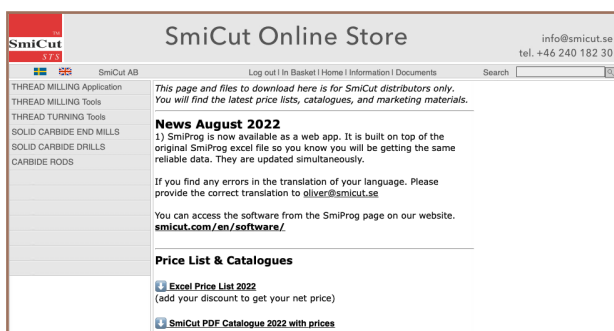 TM
SmiCut
STS
SmiCut Online Store
info@smicut.se
tel. +46 240 182 30
SmiCut AB
Log out I In Basket I Home I Information I Documents
Search
THREAD MILLING Application
THREAD MILLING Tools
THREAD TURNING Tools
SOLID CARBIDE END MILLS
SOLID CARBIDE DRILLS
CARBIDE RODS
This page and files to download here is for SmiCut distributors only.
You will find the latest price lists, catalogues, and marketing materials.
News August 2022
1) SmiProg is now available as a web app. It is built on top of the
original SmiProg excel file so you know you will be getting the same
reliable data. They are updated simultaneously.
If you find any errors in the translation of your language. Please
provide the correct translation to oliver@smicut.se
You can access the software from the SmiProg page on our website.
smicut.com/en/software/
Price List & Catalogues
Excel Price List 2022
(add your discount to get your net price)
SmiCut PDF Catalogue 2022 with prices